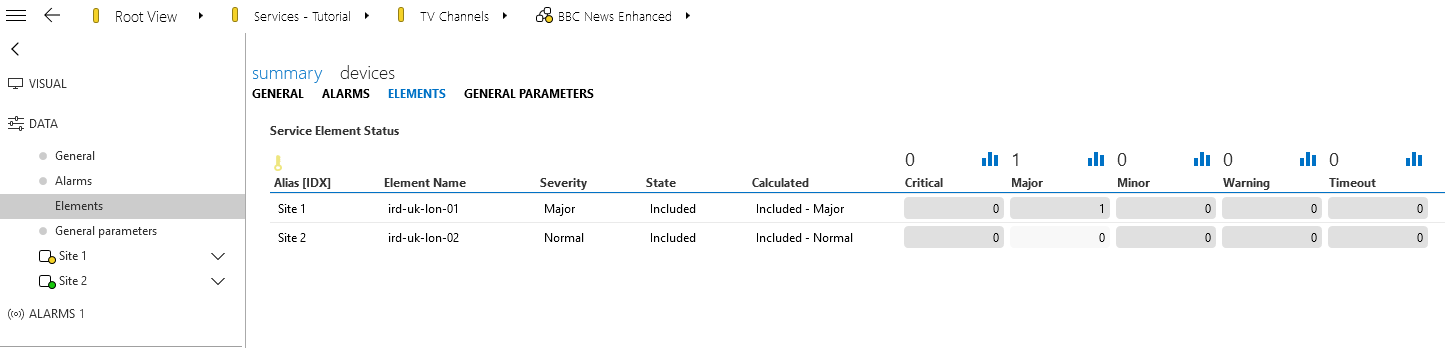 Root View Services - Tutorial TV Channels BBC News Enhanced
VISUAL
DATA
General
Alarms
Elements
General parameters
Site 1
Site 2
ALARMS 1
summary devices
GENERAL ALARMS ELEMENTS GENERAL PARAMETERS
Service Element Status
0 1 0 0 0
Alias [IDX] Element Name Severity State Calculated Critical Major Minor Warning Timeout
Site 1 ird-uk-lon-01 Major Included Included - Major 0 1 0 0 0
Site 2 ird-uk-lon-02 Normal Included Included - Normal 0 0 0 0 0